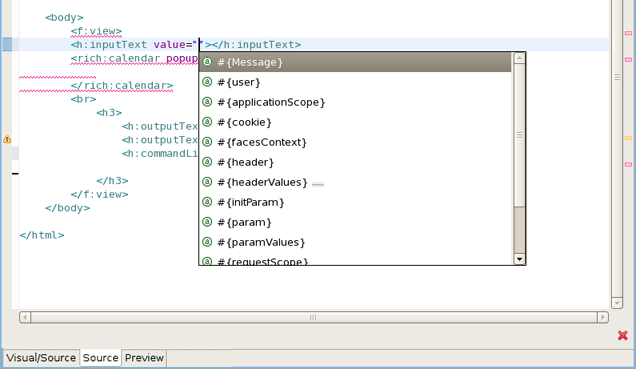 <body>
<f:view>
<h:inputText value=""></h:inputText>
<rich:calendar popup
#{Message}
#{user}
</rich:calendar>
#{applicationScope}
<br>
<h3>
#{cookie}
<h:outputTex
#{facesContext}
<h:outputTex
#{header}
<h:commandLi
#{headerValues}
</h3>
#{initParam}
</f:view>
#{param}
</body>
#{paramValues}
</html>
#{requestScope}
Visual/Source Source Preview